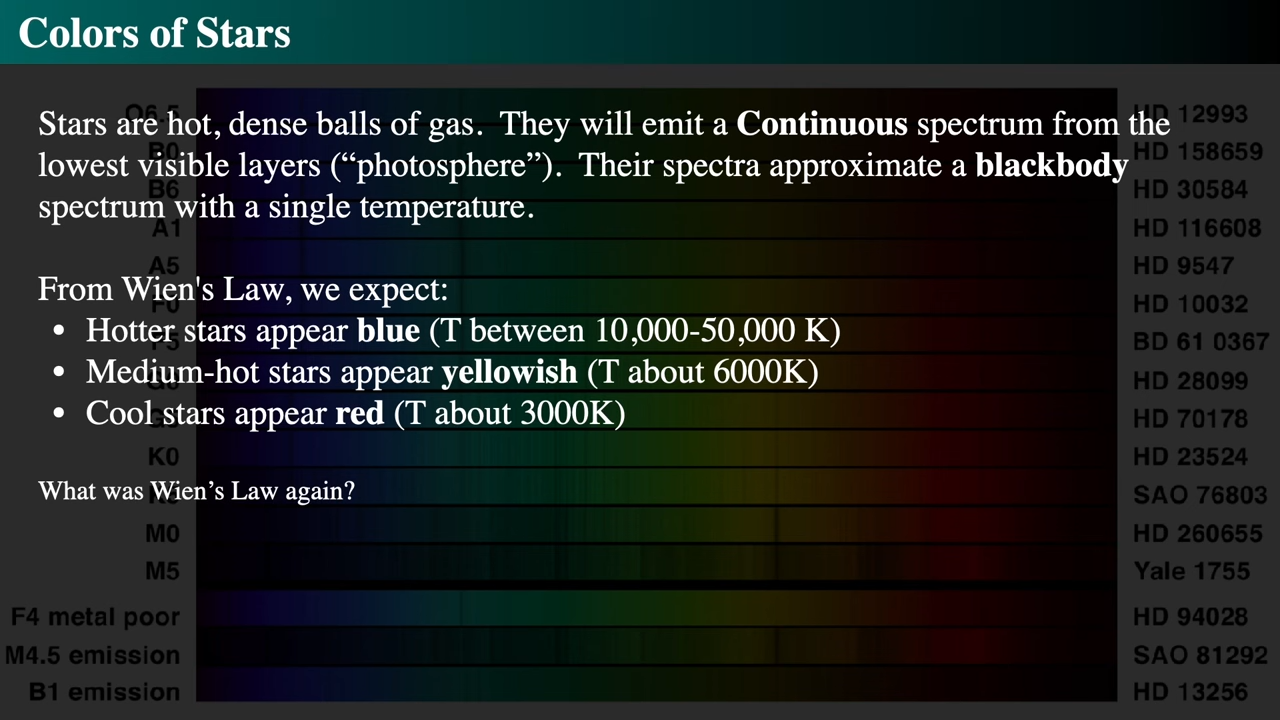 Colors of Stars
Stars are hot, dense balls of gas.  They will emit a Continuous spectrum from the
lowest visible layers (“photosphere”).  Their spectra approximate a blackbody
spectrum with a single temperature.
From Wien's Law, we expect:
• Hotter stars appear blue (T between 10,000-50,000 K)
• Medium-hot stars appear yellowish (T about 6000K)
• Cool stars appear red (T about 3000K)
What was Wien’s Law again?
O6.5 HD 12993
B0 HD 158659
B6 HD 30584
A1 HD 116608
A5 HD 9547
F0 HD 10032
F5 BD 61 0367
HD 28099
HD 70178
K0 HD 23524
SAO 76803
M0 HD 260655
M5 Yale 1755
F4 metal poor HD 94028
M4.5 emission SAO 81292
B1 emission HD 13256